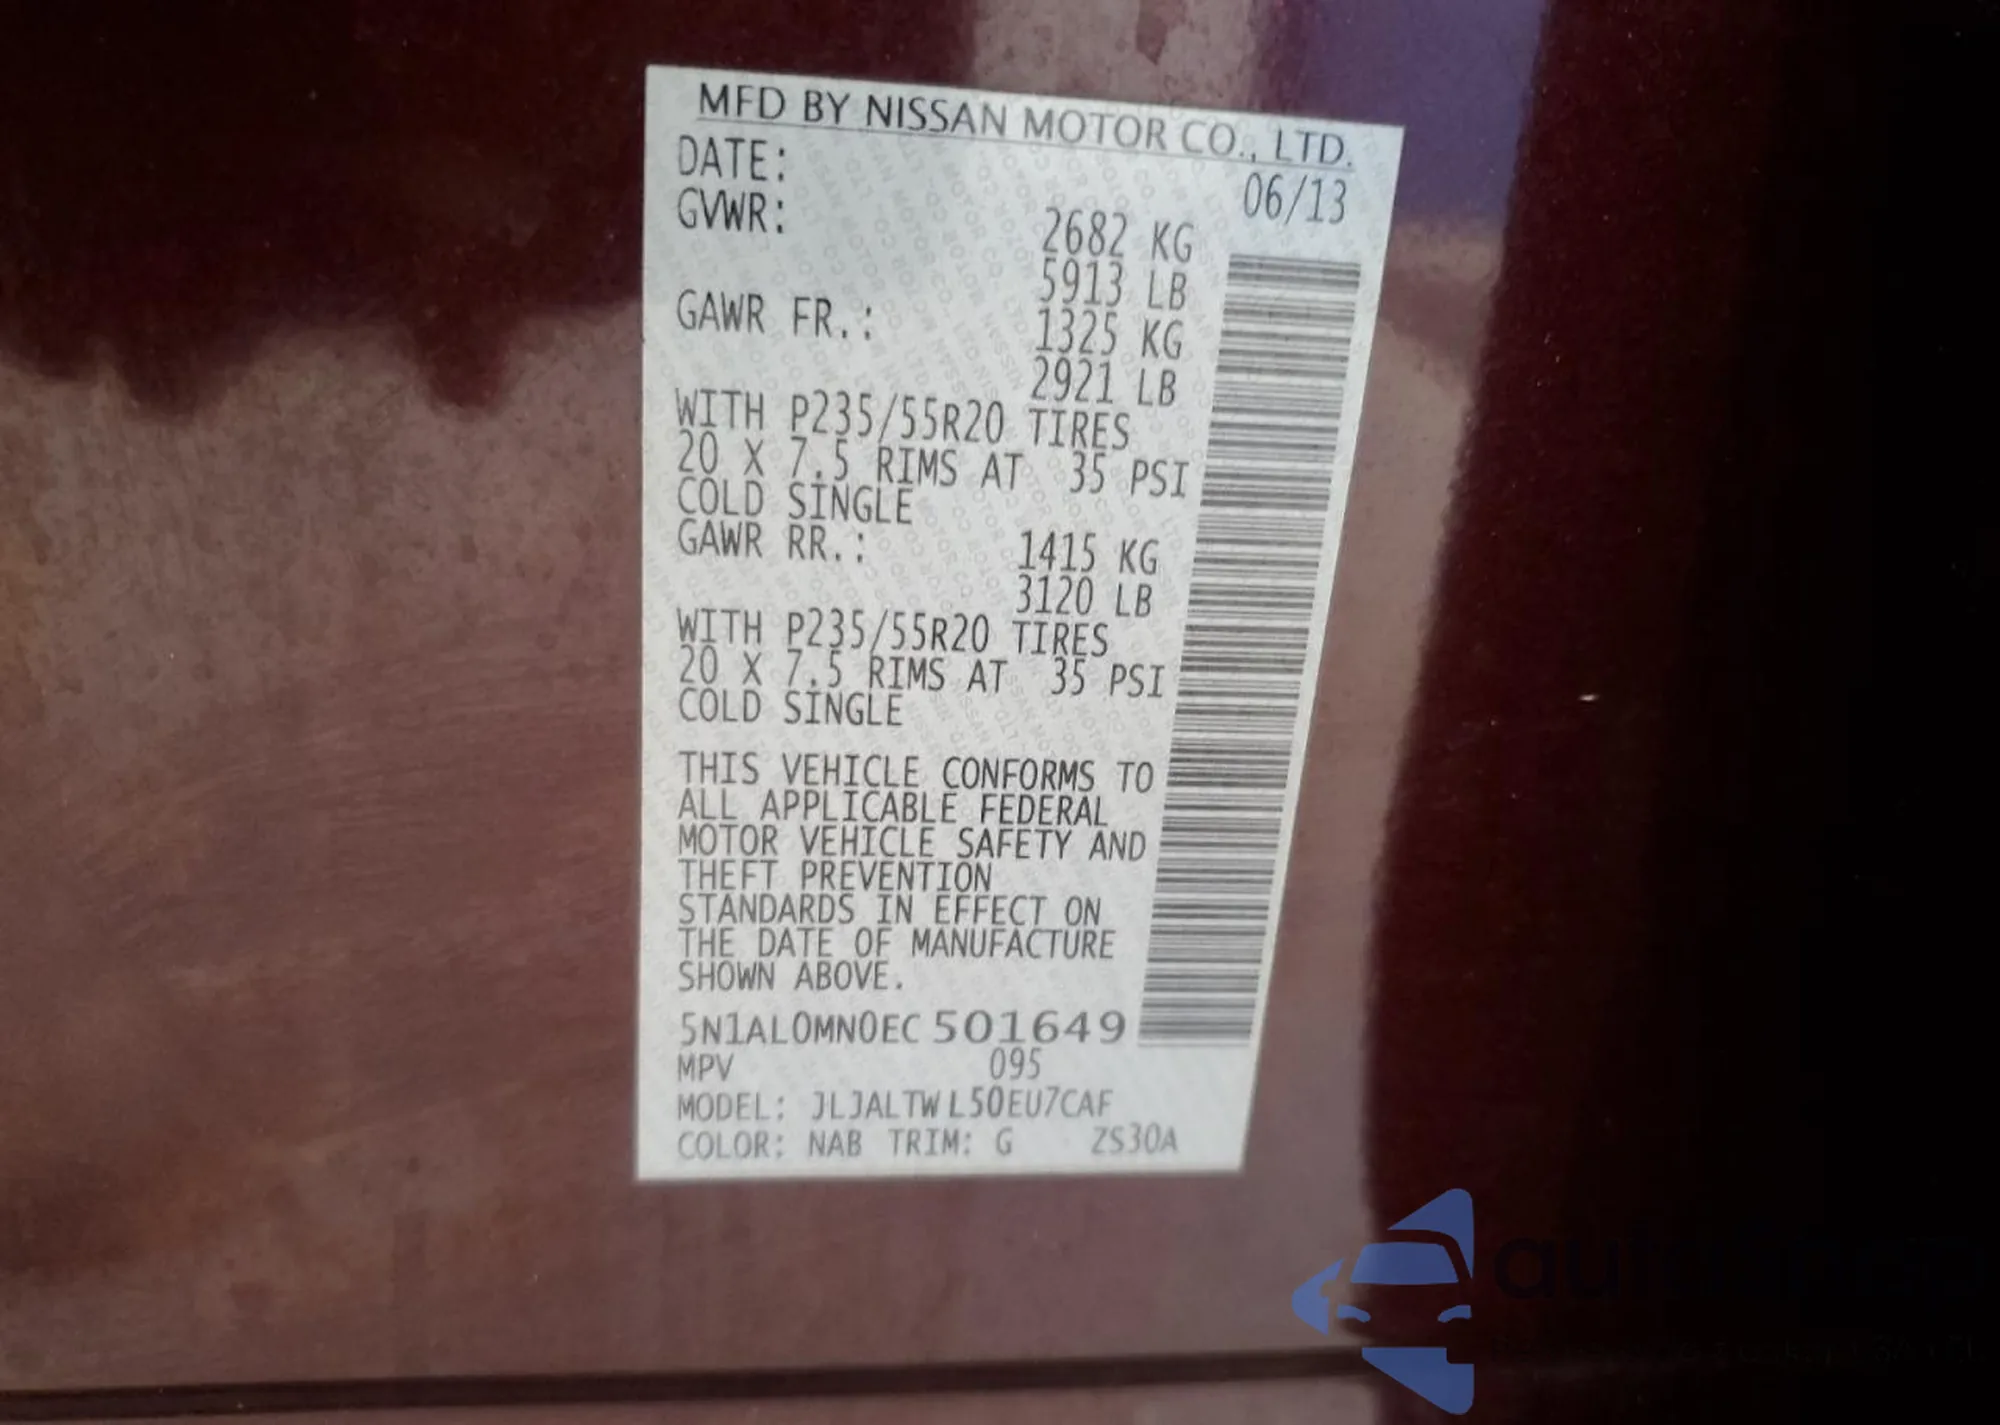 MFD BY NISSAN MOTOR CO., LTD.
DATE: 06/13
GVWR: 2682 KG
5913 LB
GAWR FR.: 1325 KG
2921 LB
WITH P235/55R20 TIRES
20 X 7.5 RIMS AT 35 PSI
COLD SINGLE
GAWR RR.: 1415 KG
3120 LB
WITH P235/55R20 TIRES
20 X 7.5 RIMS AT 35 PSI
COLD SINGLE
THIS VEHICLE CONFORMS TO
ALL APPLICABLE FEDERAL
MOTOR VEHICLE SAFETY AND
THEFT PREVENTION
STANDARDS IN EFFECT ON
THE DATE OF MANUFACTURE
SHOWN ABOVE.
5N1AL0MN0EC 501649
MPV 095
MODEL: JLJALTWL50EU7CAF
COLOR: NAB TRIM: G ZS30A